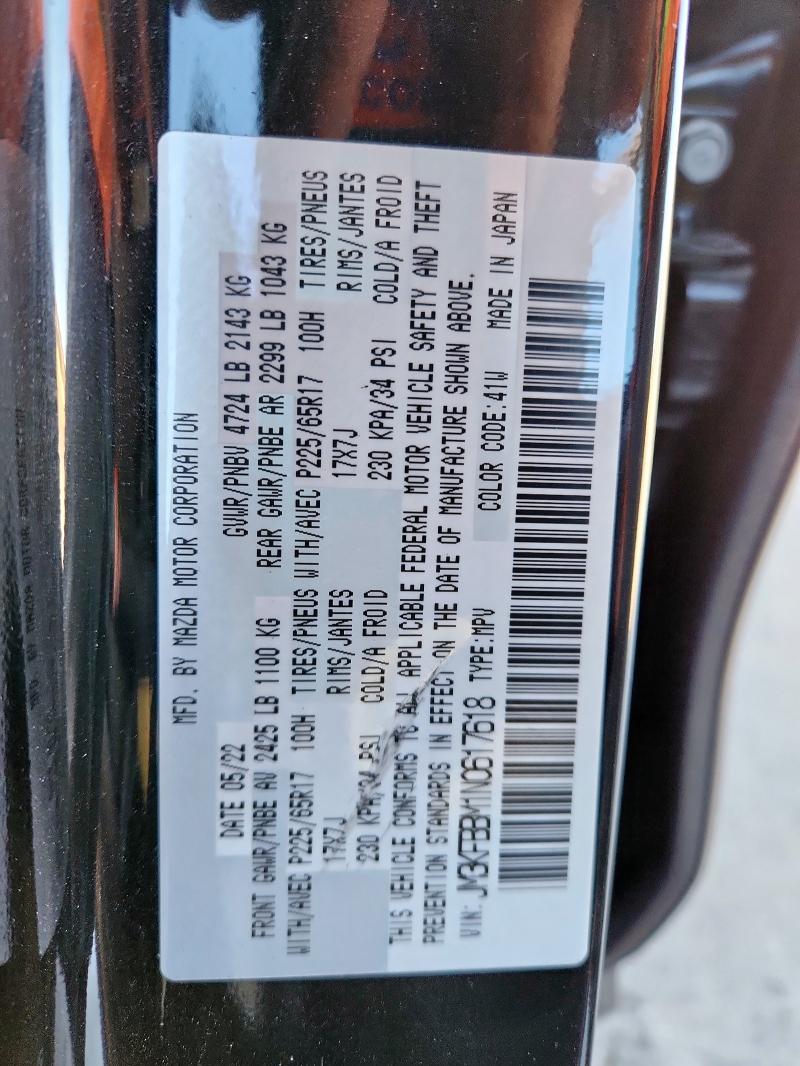 MFD. BY MAZDA MOTOR CORPORATION
DATE 05/22 GVWR/PNBV 4724 LB 2143 KG
FRONT GAWR/PNBE AV 2425 LB 1100 KG REAR GAWR/PNBE AR 2299 LB 1043 KG
WITH/AVEC P225/65R17 100H TIRES/PNEUS WITH/AVEC P225/65R17 100H TIRES/PNEUS
17X7J RIMS/JANTES 17X7J RIMS/JANTES
230 KPA/34 PSI COLD/A FROID 230 KPA/34 PSI COLD/A FROID
THIS VEHICLE CONFORMS TO ALL APPLICABLE FEDERAL MOTOR VEHICLE SAFETY AND THEFT
PREVENTION STANDARDS IN EFFECT ON THE DATE OF MANUFACTURE SHOWN ABOVE.
VIN: JM3KFBBM1N0617618 TYPE:MPV COLOR CODE:41W MADE IN JAPAN